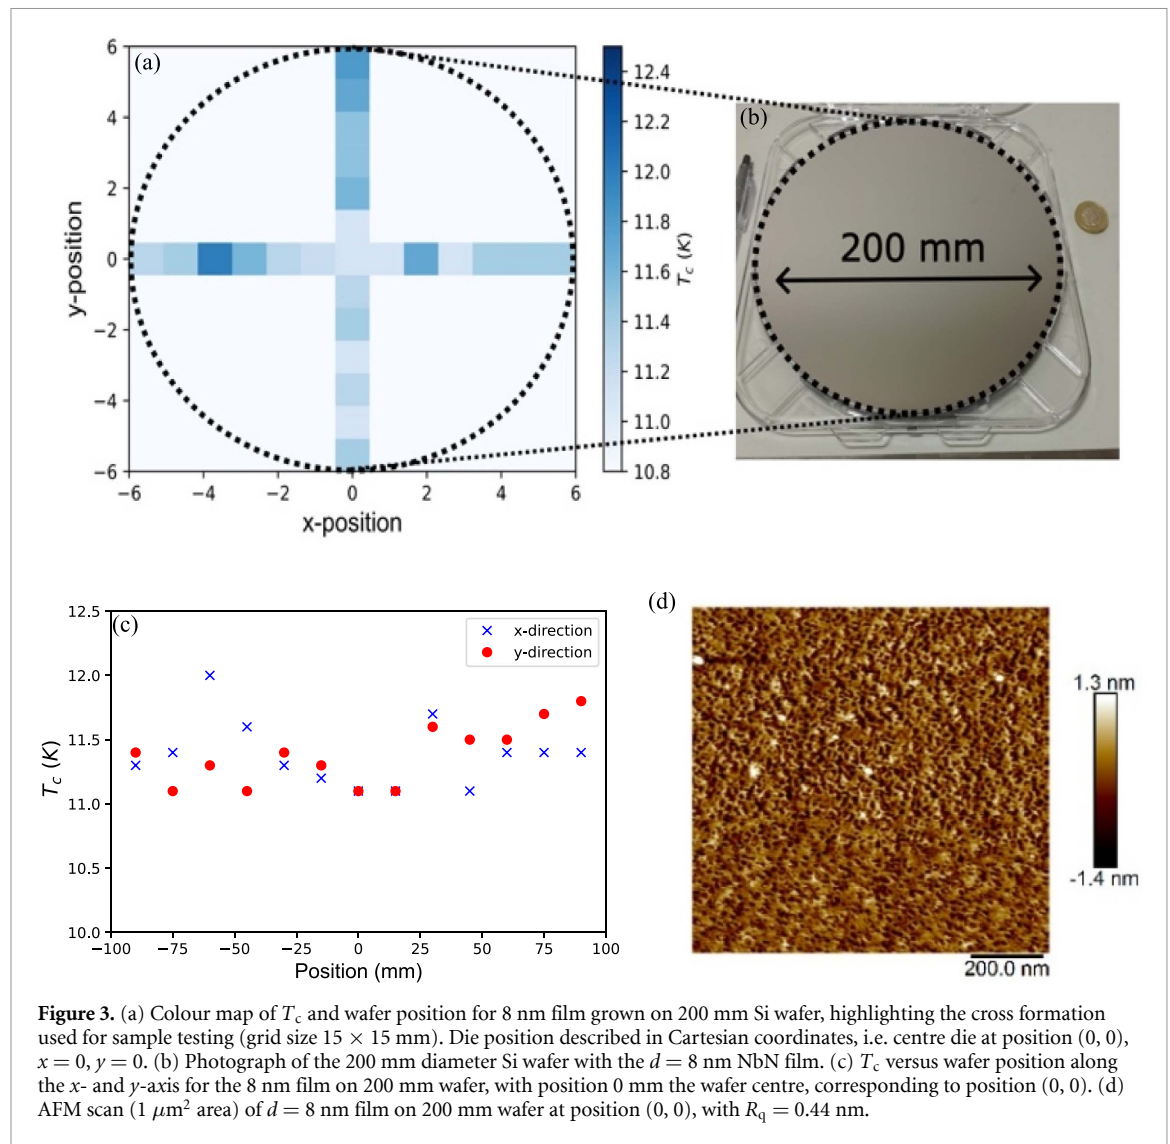 (a)
6
4
2
0
−2
−4
−6
−6 −4 −2 0 2 4 6
y-position
x-position
12.4
12.2
12.0
11.8
11.6
11.4
11.2
11.0
10.8
T_c (K)
(b)
200 mm
(c)
12.5
12.0
11.5
11.0
10.5
10.0
−100 −75 −50 −25 0 25 50 75 100
T_c (K)
Position (mm)
x-direction
y-direction
(d)
1.3 nm
-1.4 nm
200.0 nm
Figure 3. (a) Colour map of T_c and wafer position for 8 nm film grown on 200 mm Si wafer, highlighting the cross formation
used for sample testing (grid size 15 × 15 mm). Die position described in Cartesian coordinates, i.e. centre die at position (0, 0),
x = 0, y = 0. (b) Photograph of the 200 mm diameter Si wafer with the d = 8 nm NbN film. (c) T_c versus wafer position along
the x- and y-axis for the 8 nm film on 200 mm wafer, with position 0 mm the wafer centre, corresponding to position (0, 0). (d)
AFM scan (1 μm² area) of d = 8 nm film on 200 mm wafer at position (0, 0), with R_q = 0.44 nm.